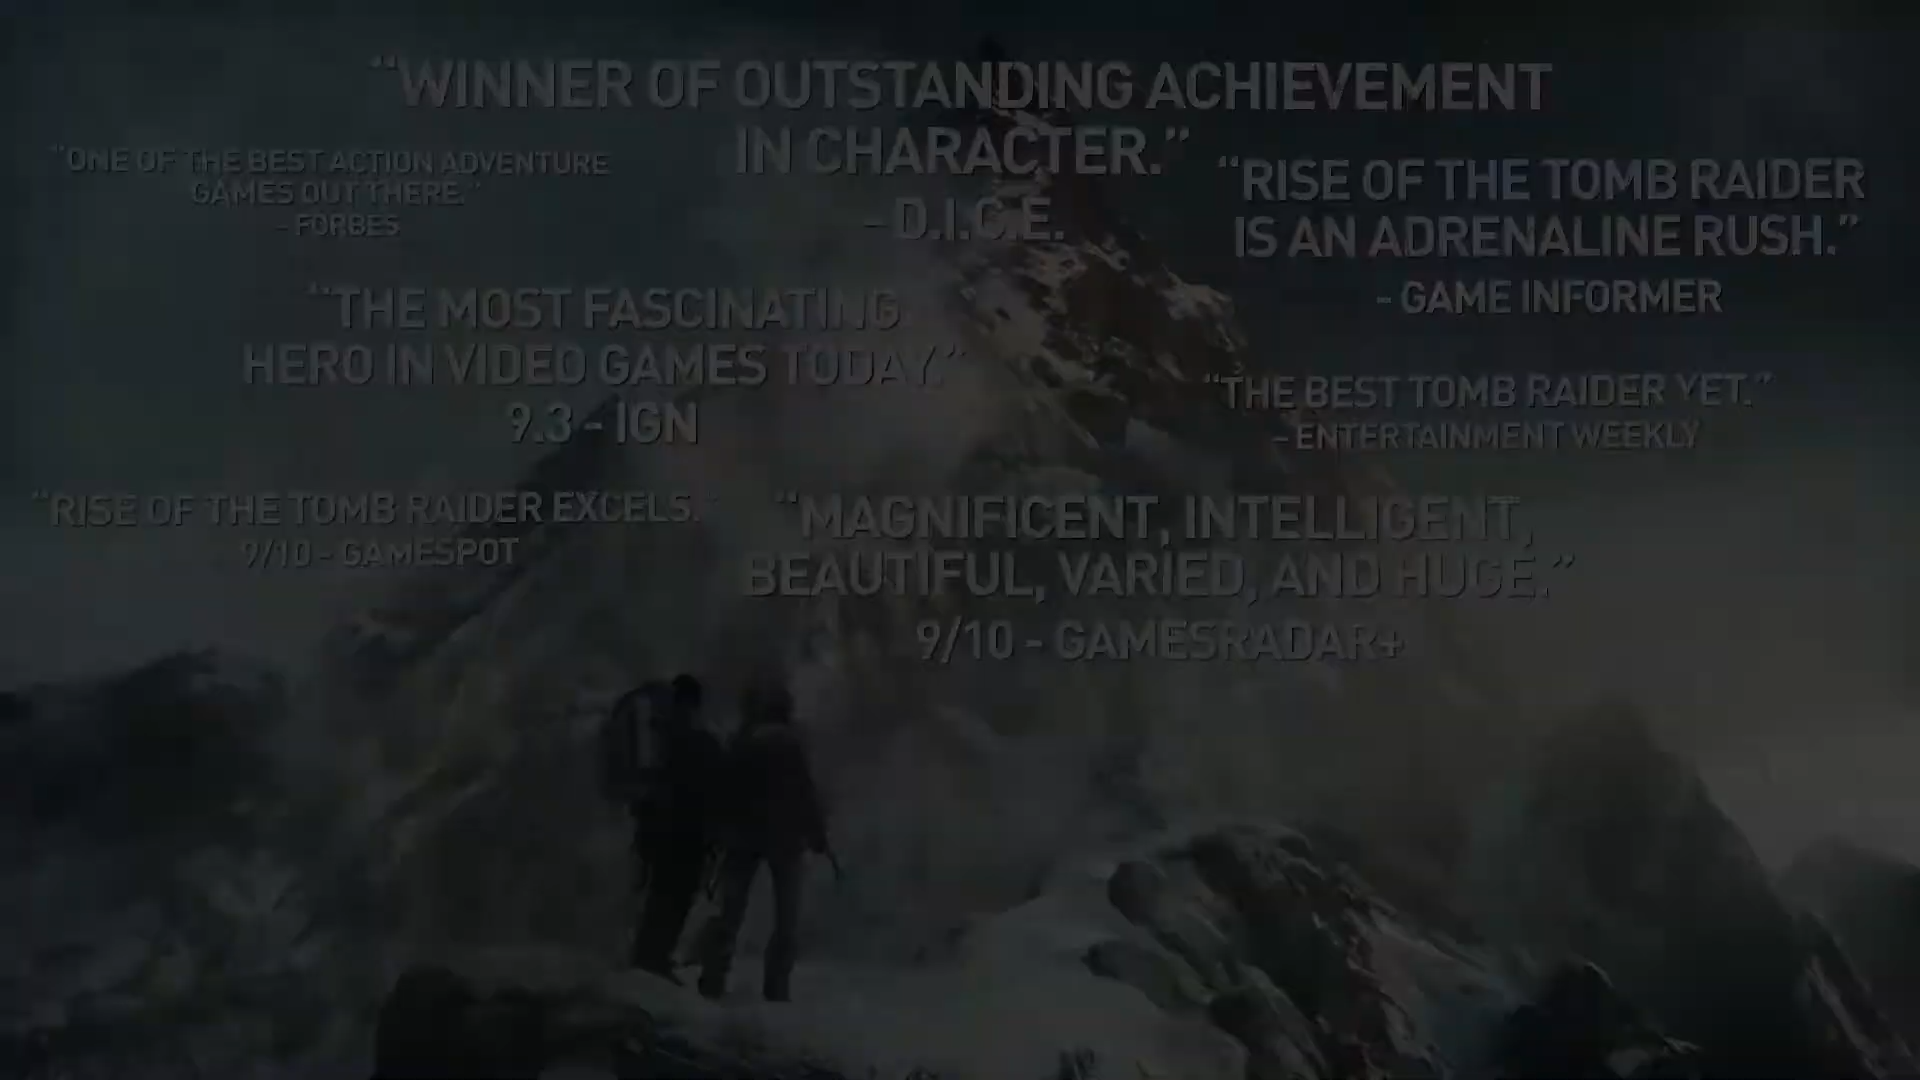 “WINNER OF OUTSTANDING ACHIEVEMENT
IN CHARACTER.”
- D.I.C.E.
“ONE OF THE BEST ACTION ADVENTURE
GAMES OUT THERE.”
- FORBES
“RISE OF THE TOMB RAIDER
IS AN ADRENALINE RUSH.”
- GAME INFORMER
“THE MOST FASCINATING
HERO IN VIDEO GAMES TODAY.”
9.3 - IGN
“THE BEST TOMB RAIDER YET.”
- ENTERTAINMENT WEEKLY
“RISE OF THE TOMB RAIDER EXCELS.”
9/10 - GAMESPOT
“MAGNIFICENT, INTELLIGENT,
BEAUTIFUL, VARIED, AND HUGE.”
9/10 - GAMESRADAR+